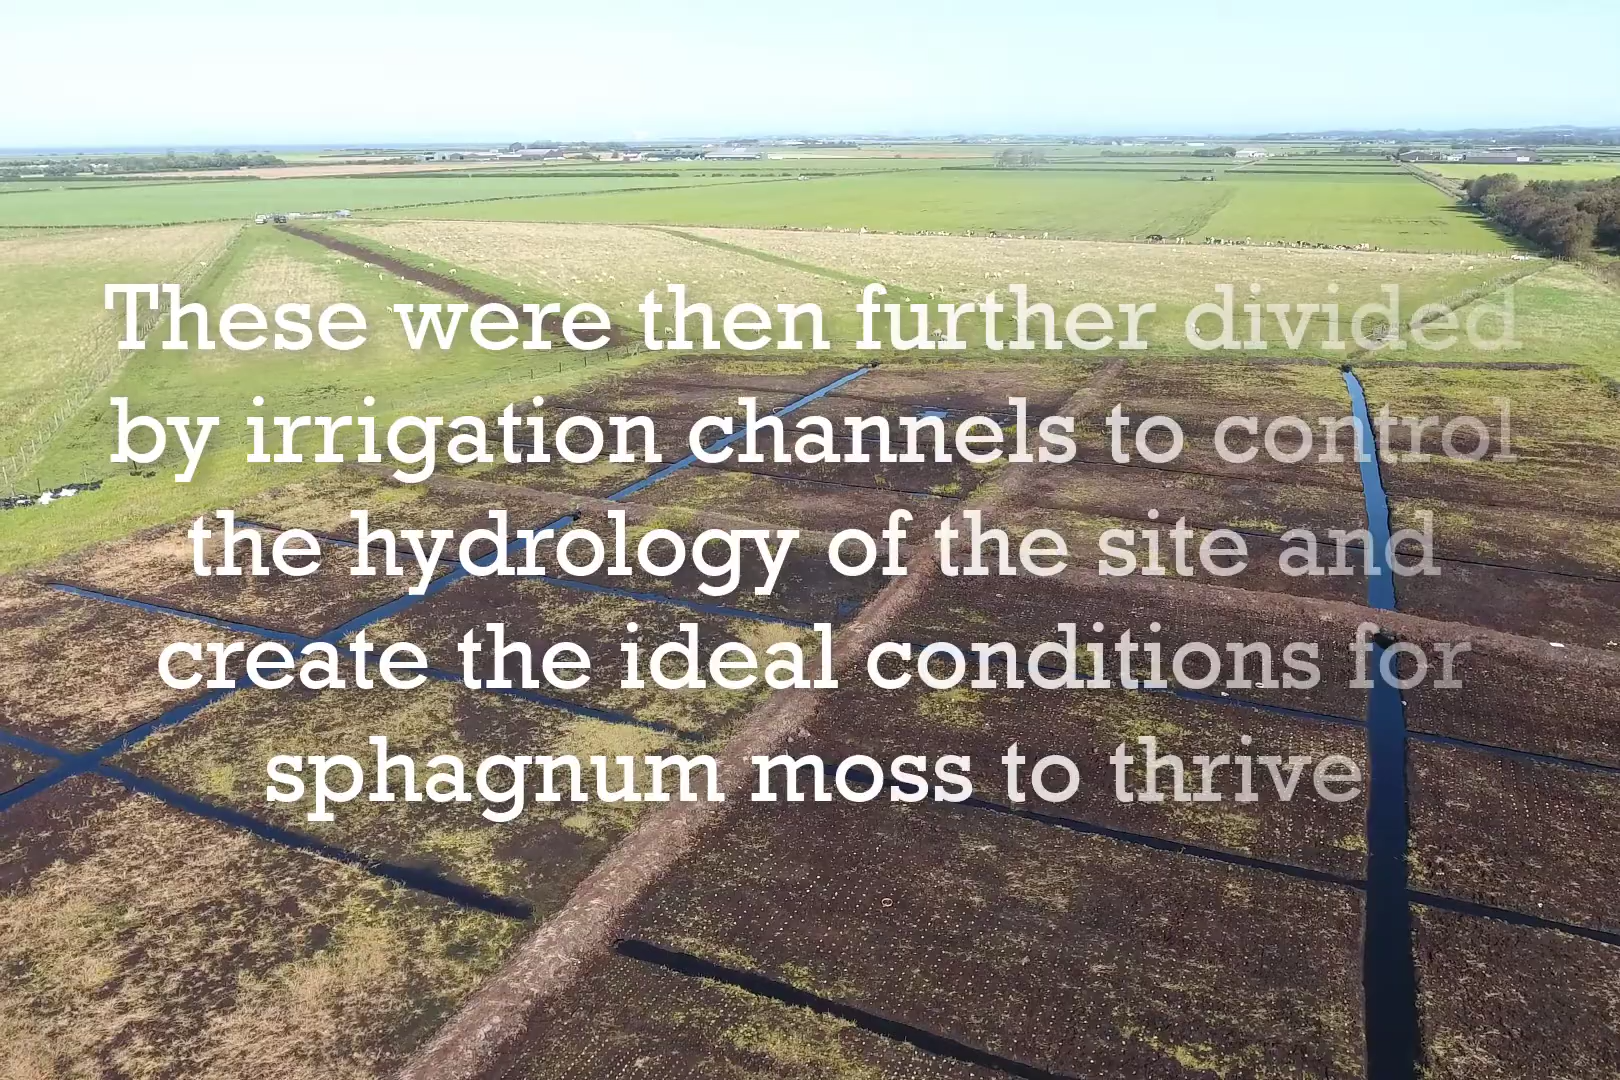 These were then further divided
by irrigation channels to control
the hydrology of the site and
create the ideal conditions for
sphagnum moss to thrive